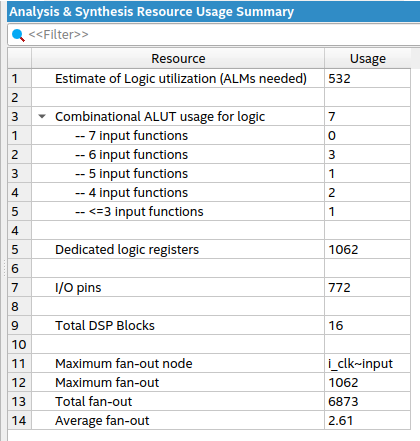 Analysis & Synthesis Resource Usage Summary
<<Filter>>
Resource Usage
1 Estimate of Logic utilization (ALMs needed) 532
2
3 Combinational ALUT usage for logic 7
1 -- 7 input functions 0
2 -- 6 input functions 3
3 -- 5 input functions 1
4 -- 4 input functions 2
5 -- <=3 input functions 1
4
5 Dedicated logic registers 1062
6
7 I/O pins 772
8
9 Total DSP Blocks 16
10
11 Maximum fan-out node i_clk~input
12 Maximum fan-out 1062
13 Total fan-out 6873
14 Average fan-out 2.61